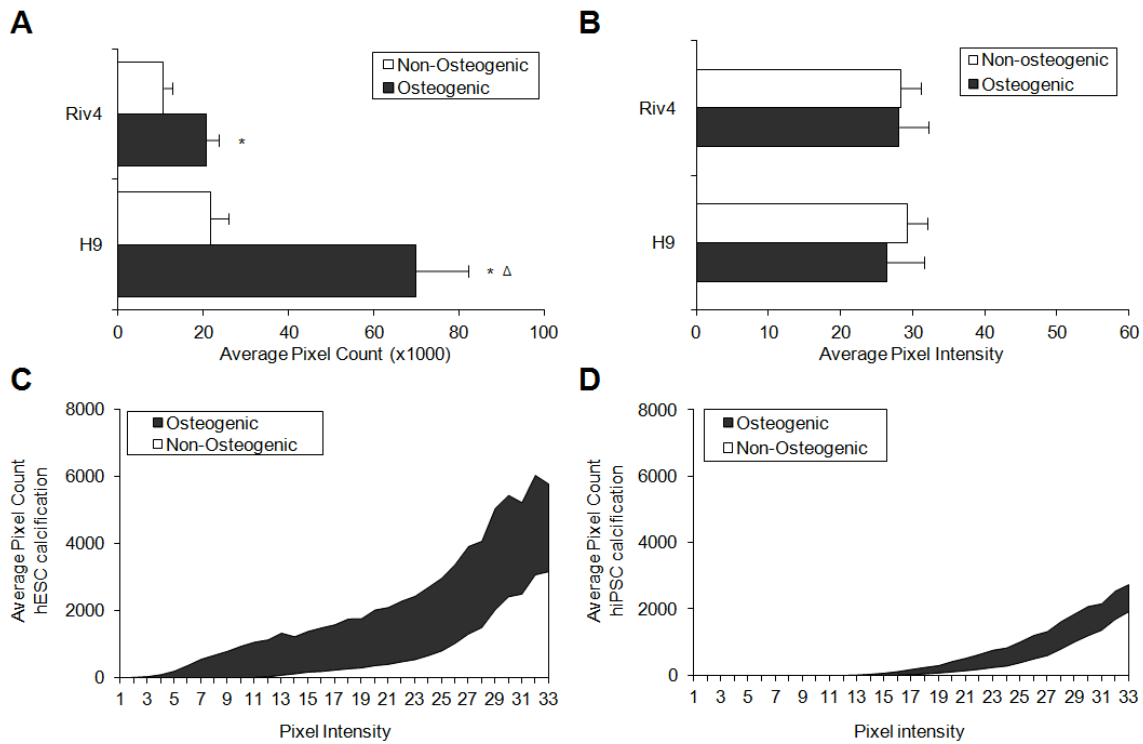 A
Non-Osteogenic
Osteogenic
Riv4
*
H9
* Δ
0 20 40 60 80 100
Average Pixel Count (x1000)
B
Non-osteogenic
Osteogenic
Riv4
H9
0 10 20 30 40 50 60
Average Pixel Intensity
C
Osteogenic
Non-Osteogenic
Average Pixel Count
hESC calcification
8000
6000
4000
2000
0
1 3 5 7 9 11 13 15 17 19 21 23 25 27 29 31 33
Pixel Intensity
D
Osteogenic
Non-Osteogenic
Average Pixel Count
hiPSC calcification
8000
6000
4000
2000
0
1 3 5 7 9 11 13 15 17 19 21 23 25 27 29 31 33
Pixel intensity